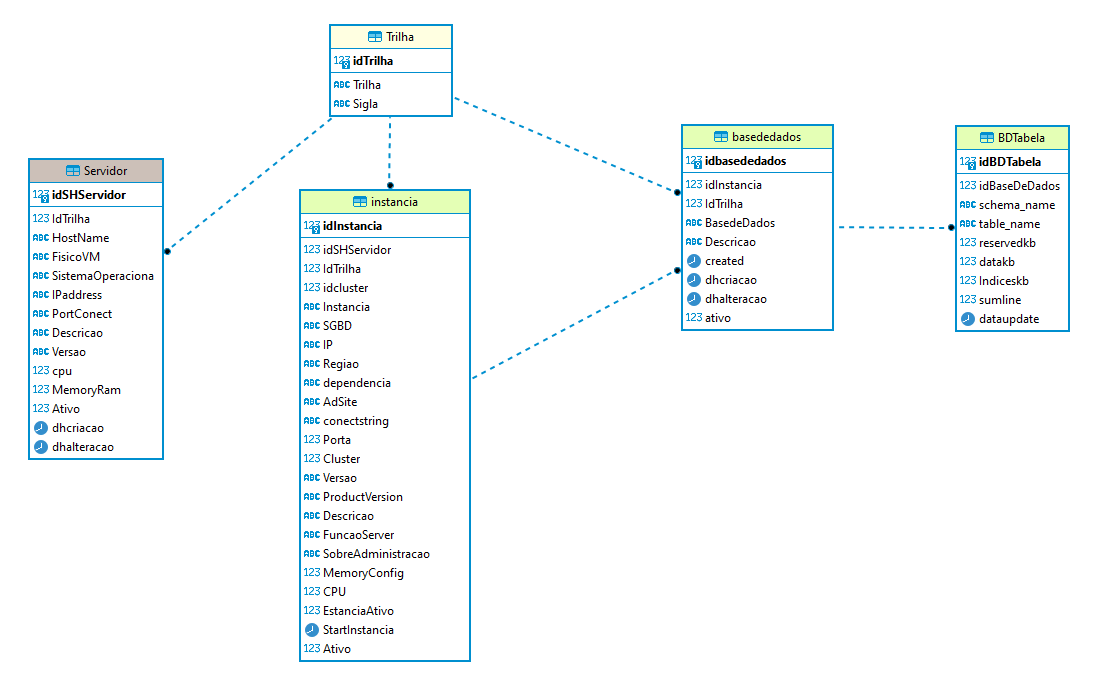 Trilha
123 idTrilha
ABC Trilha
ABC Sigla
Servidor
123 idSHServidor
123 IdTrilha
ABC HostName
ABC FisicoVM
ABC SistemaOperaciona
ABC IPaddress
ABC PortConect
ABC Descricao
ABC Versao
123 cpu
123 MemoryRam
123 Ativo
dhcriacao
dhalteracao
instancia
123 idInstancia
123 idSHServidor
123 IdTrilha
123 idcluster
ABC Instancia
ABC SGBD
ABC IP
ABC Regiao
ABC dependencia
ABC AdSite
ABC conectstring
123 Porta
123 Cluster
ABC Versao
ABC ProductVersion
ABC Descricao
ABC FuncaoServer
ABC SobreAdministracao
123 MemoryConfig
123 CPU
123 EstanciaAtivo
StartInstancia
123 Ativo
basededados
123 idbasededados
123 idInstancia
123 IdTrilha
ABC BasedeDados
ABC Descricao
created
dhcriacao
dhalteracao
123 ativo
BDTabela
123 idBDTabela
123 idBaseDeDados
ABC schema_name
ABC table_name
123 reservedkb
123 datakb
123 Indiceskb
123 sumline
dataupdate